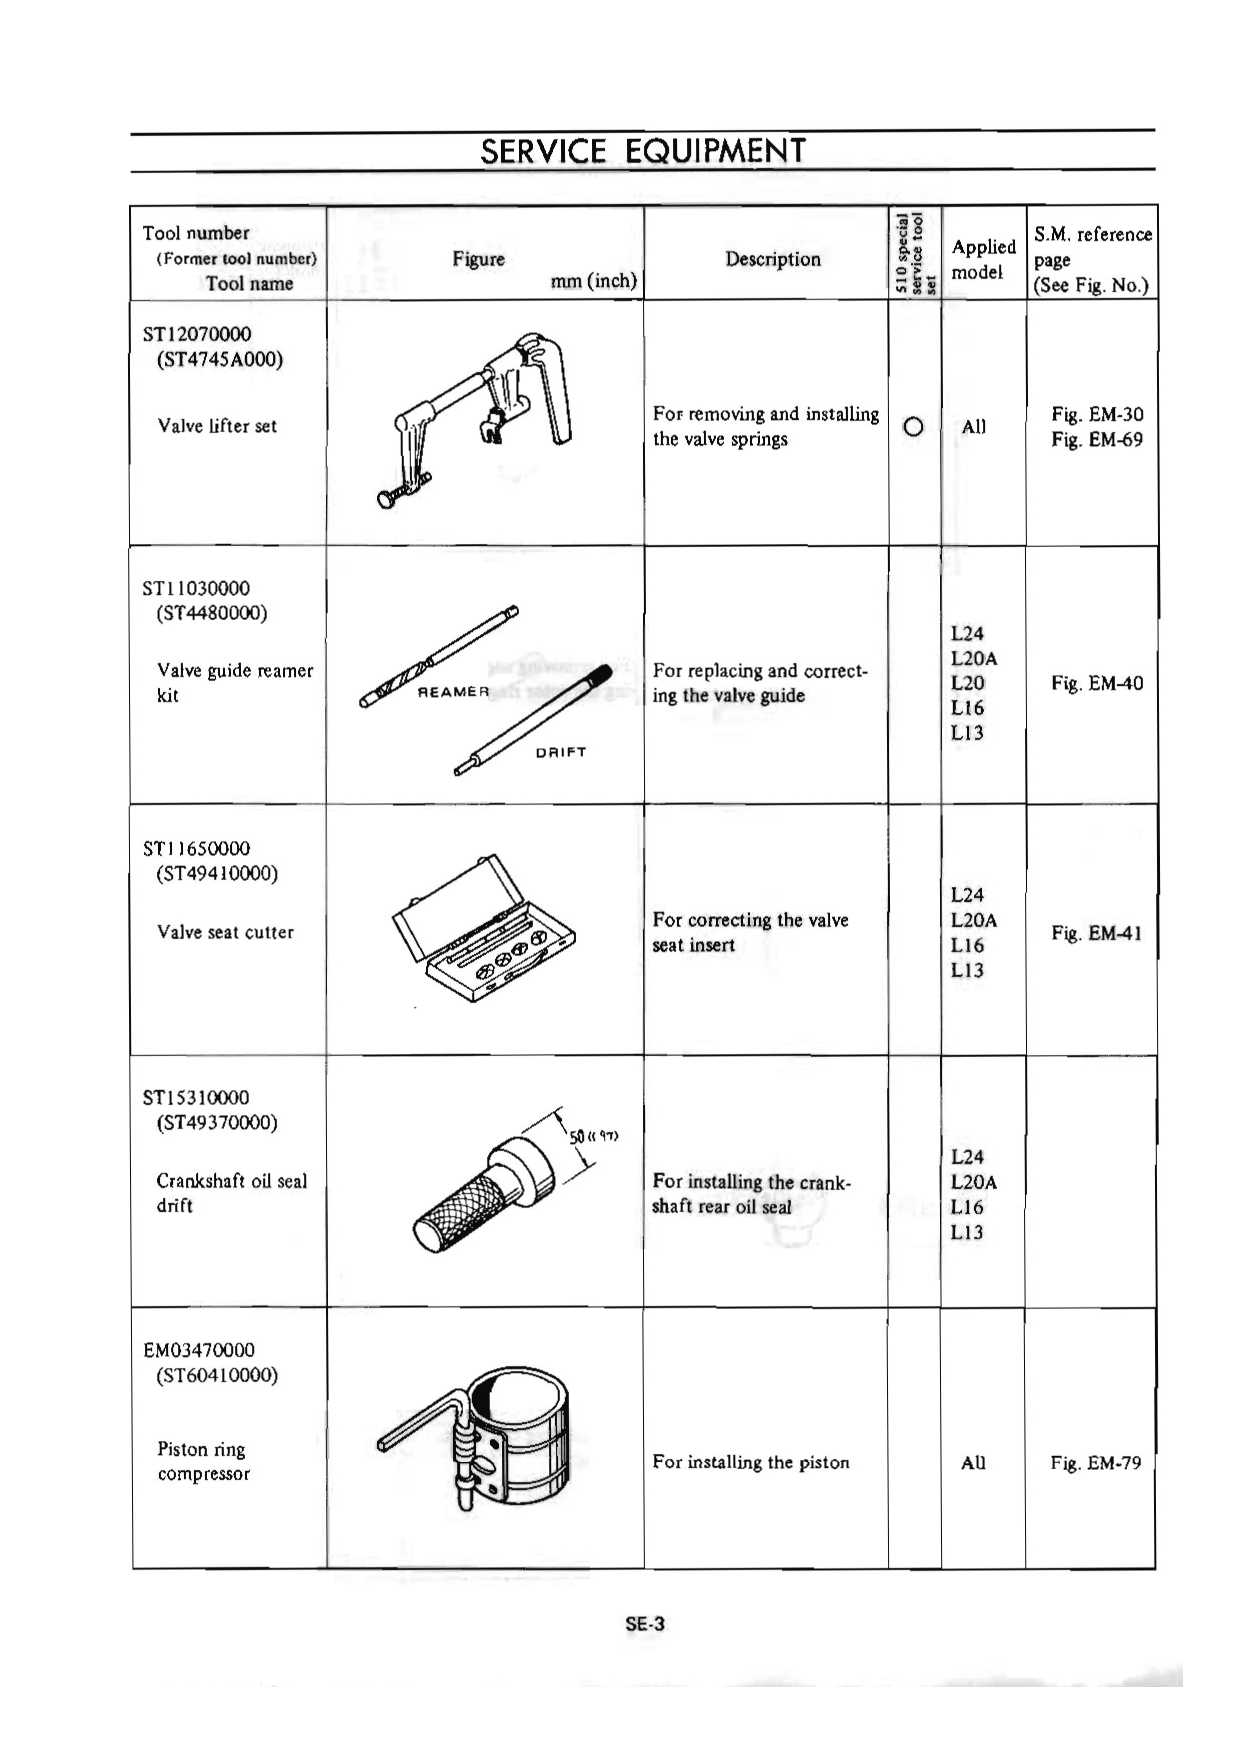 SERVICE EQUIPMENT
Tool number
(Former tool number)
Tool name
Figure
mm (inch)
Description
510 special
service tool
set
Applied
model
S.M. reference
page
(See Fig. No.)
ST12070000
(ST4745A000)
Valve lifter set
For removing and installing
the valve springs
O
All
Fig. EM-30
Fig. EM-69
ST11030000
(ST4480000)
Valve guide reamer
kit
REAMER
DRIFT
For replacing and correct-
ing the valve guide
L24
L20A
L20
L16
L13
Fig. EM-40
ST11650000
(ST49410000)
Valve seat cutter
For correcting the valve
seat insert
L24
L20A
L16
L13
Fig. EM-41
ST15310000
(ST49370000)
Crankshaft oil seal
drift
For installing the crank-
shaft rear oil seal
L24
L20A
L16
L13
EM03470000
(ST60410000)
Piston ring
compressor
For installing the piston
All
Fig. EM-79
SE-3